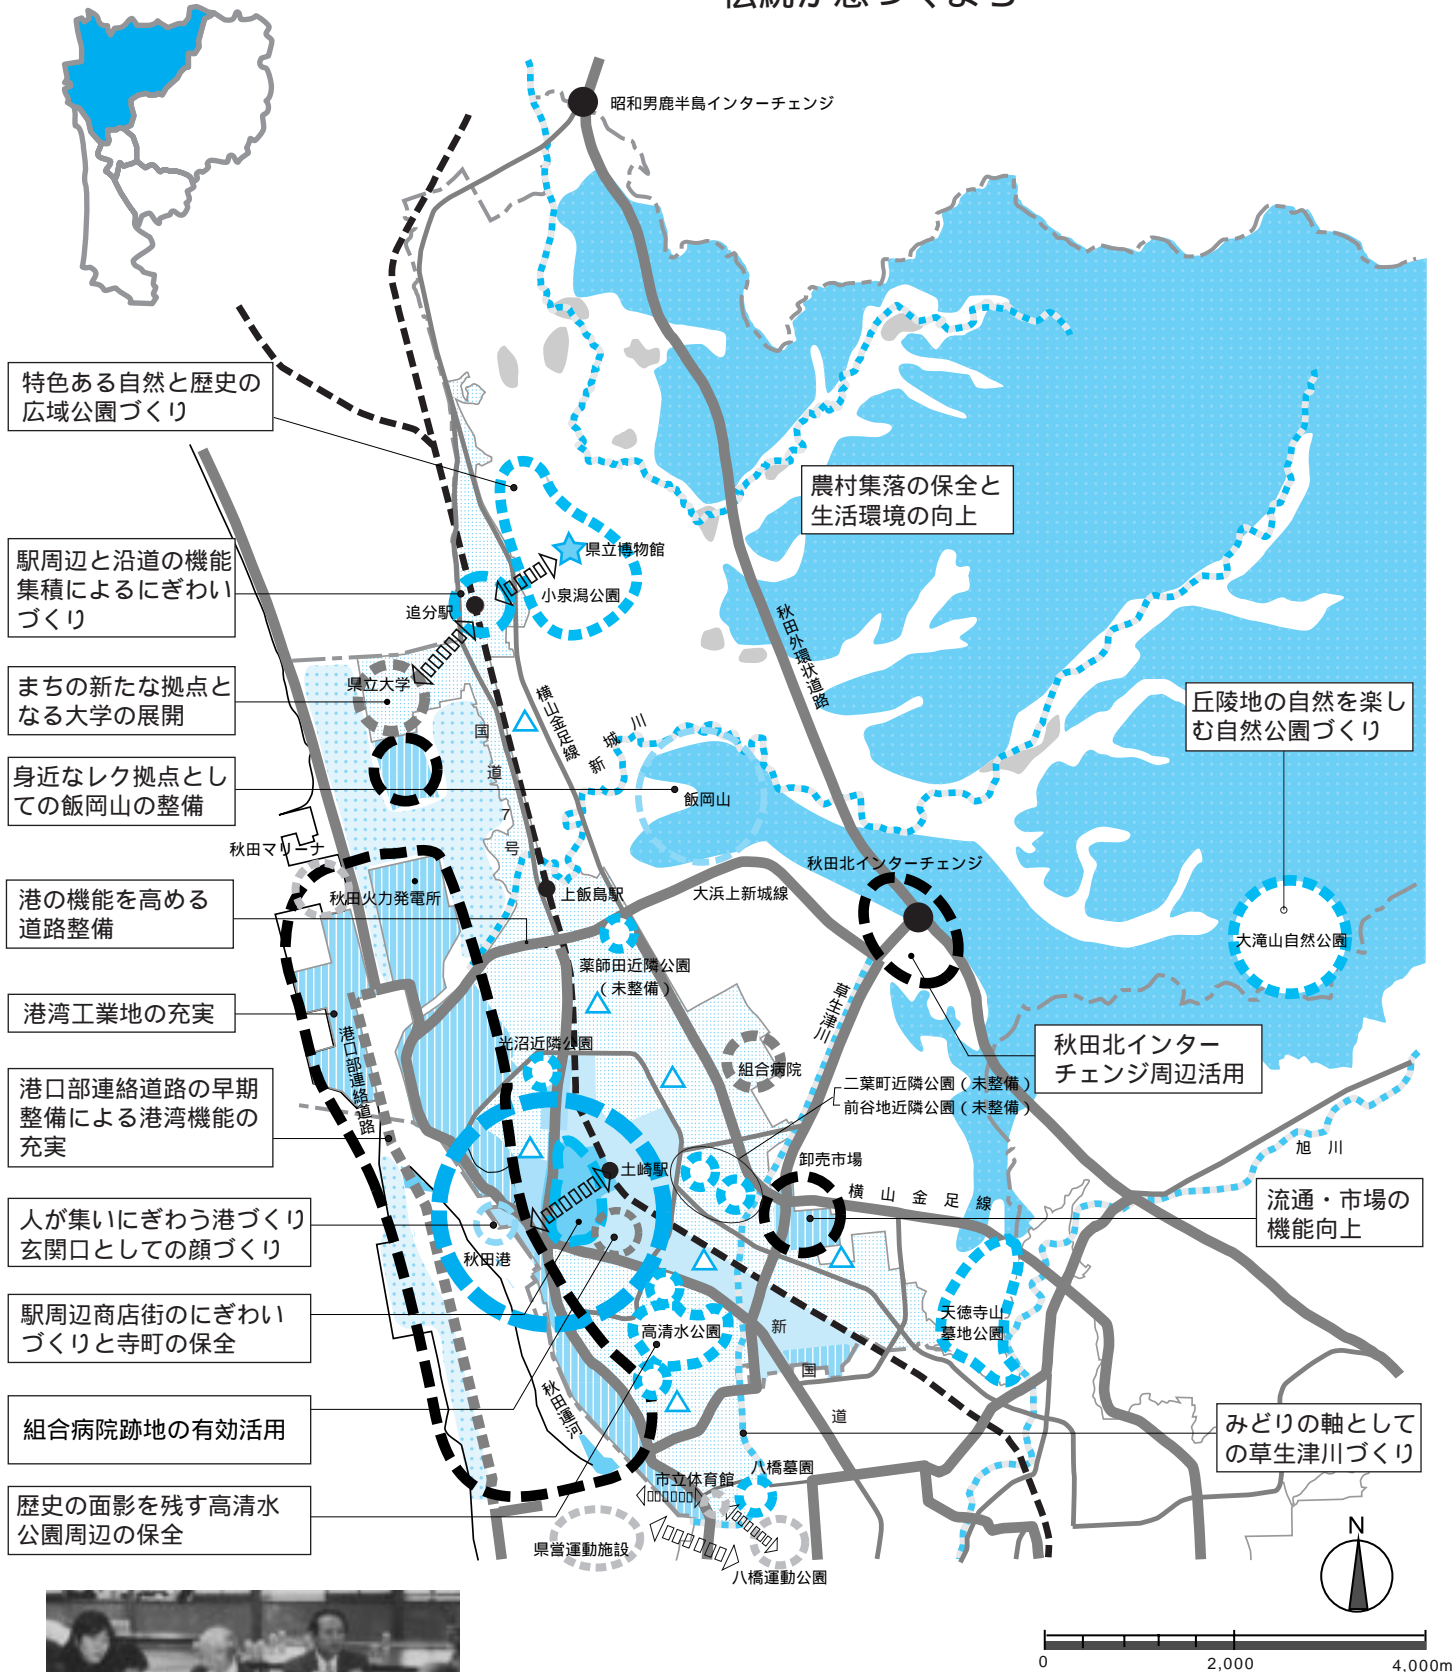 昭和男鹿半島インターチェンジ
特色ある自然と歴史の
広域公園づくり
農村集落の保全と
生活環境の向上
駅周辺と沿道の機能
集積によるにぎわい
づくり
県立博物館
小泉潟公園
追分駅
秋田外環状道路
まちの新たな拠点と
なる大学の展開
県立大学
横山金足線
国道7号
新城川
丘陵地の自然を楽し
む自然公園づくり
身近なレク拠点とし
ての飯岡山の整備
飯岡山
秋田マリーナ
秋田火力発電所
上飯島駅
大浜上新城線
秋田北インターチェンジ
港の機能を高める
道路整備
大滝山自然公園
薬師田近隣公園
(未整備)
草生津川
港湾工業地の充実
港口部連絡道路
光沼近隣公園
組合病院
秋田北インター
チェンジ周辺活用
二葉町近隣公園(未整備)
前谷地近隣公園(未整備)
港口部連絡道路の早期
整備による港湾機能の
充実
土崎駅
卸売市場
横山金足線
旭川
流通・市場の
機能向上
人が集いにぎわう港づくり
玄関口としての顔づくり
秋田港
駅周辺商店街のにぎわい
づくりと寺町の保全
高清水公園
新国道
天徳寺山
墓地公園
組合病院跡地の有効活用
秋田運河
みどりの軸として
の草生津川づくり
歴史の面影を残す高清水
公園周辺の保全
市立体育館
八橋墓園
県営運動施設
八橋運動公園
N
0 2,000 4,000m